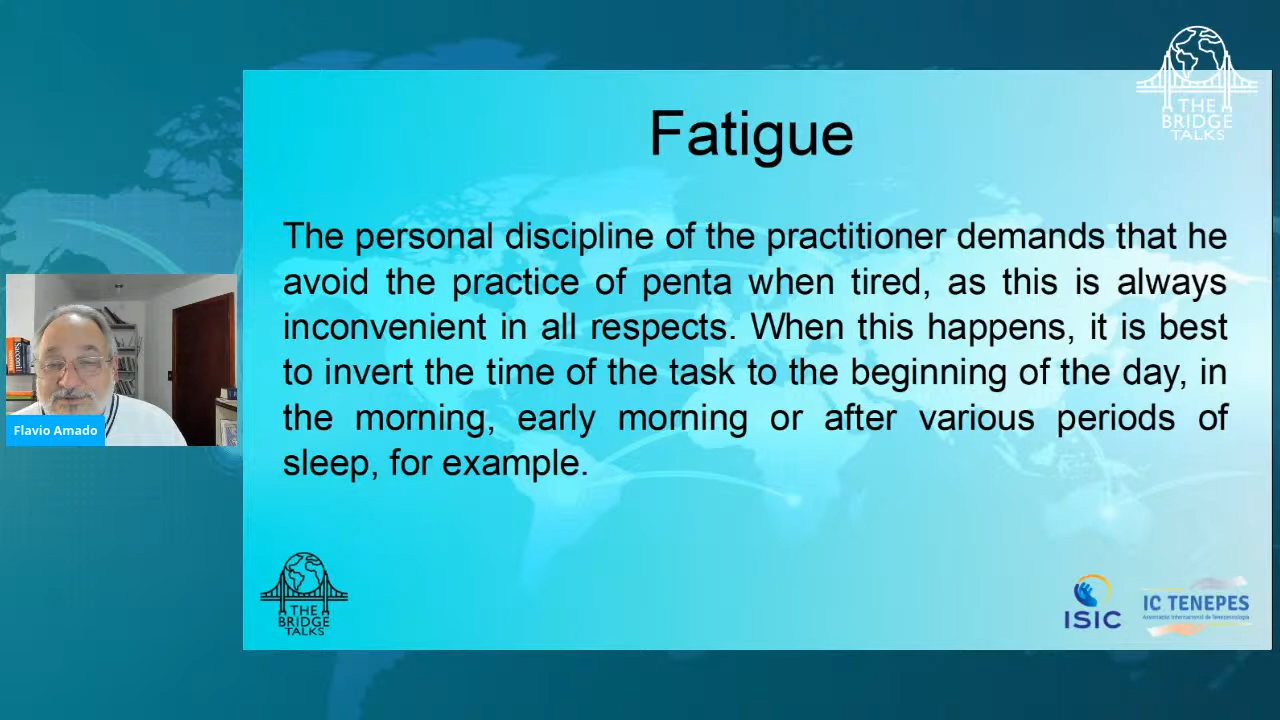 THE
BRIDGE
TALKS
Fatigue
The personal discipline of the practitioner demands that he
avoid the practice of penta when tired, as this is always
inconvenient in all respects. When this happens, it is best
to invert the time of the task to the beginning of the day, in
the morning, early morning or after various periods of
sleep, for example.
Flavio Amado
THE
BRIDGE
TALKS
ISIC
IC TENEPES